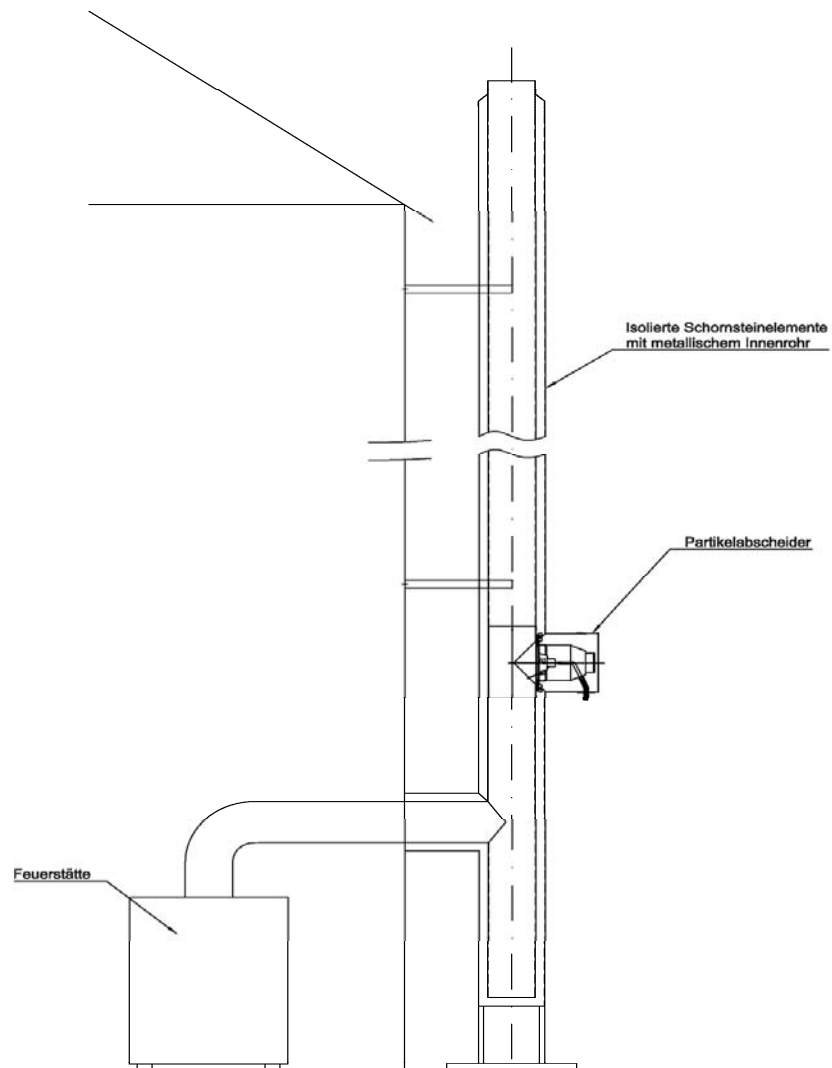 Isolierte Schornsteinelemente
mit metallischem Innenrohr
Partikelabscheider
Feuerstätte